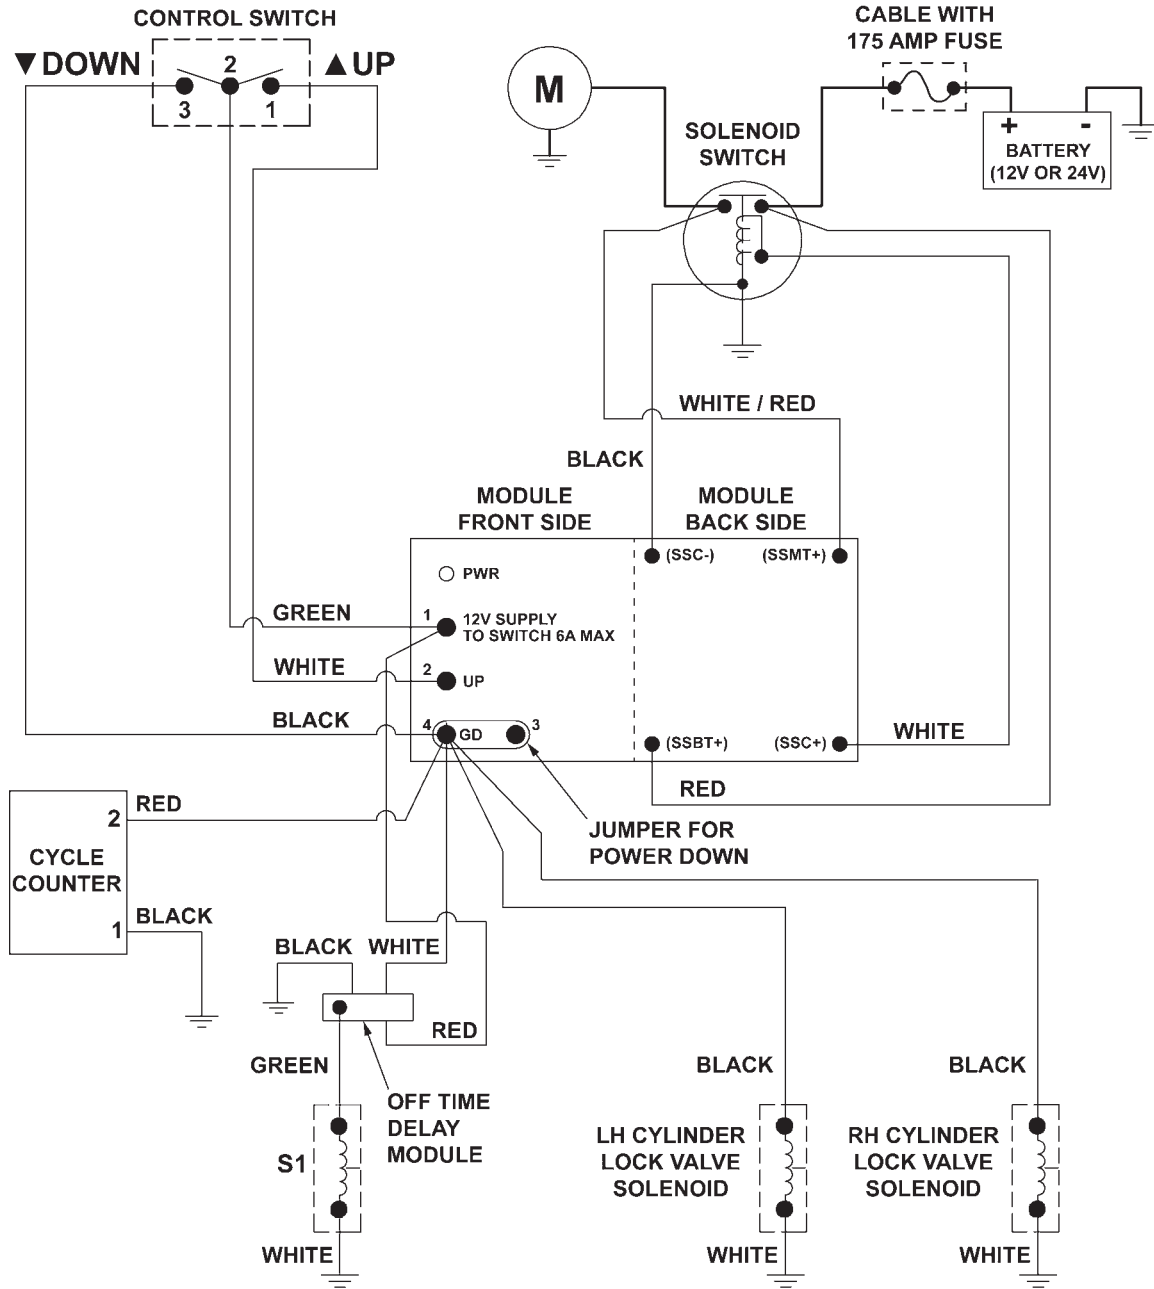 CONTROL SWITCH
▼DOWN
2
▲UP
3
1
M
CABLE WITH
175 AMP FUSE
SOLENOID
SWITCH
+
-
BATTERY
(12V OR 24V)
WHITE / RED
BLACK
MODULE
FRONT SIDE
MODULE
BACK SIDE
(SSC-)
(SSMT+)
PWR
GREEN
1
12V SUPPLY
TO SWITCH 6A MAX
WHITE
2
UP
BLACK
4
GD
3
(SSBT+)
(SSC+)
WHITE
RED
JUMPER FOR
POWER DOWN
2
RED
CYCLE
COUNTER
1
BLACK
BLACK
WHITE
RED
GREEN
OFF TIME
DELAY
MODULE
S1
WHITE
BLACK
LH CYLINDER
LOCK VALVE
SOLENOID
WHITE
BLACK
RH CYLINDER
LOCK VALVE
SOLENOID
WHITE